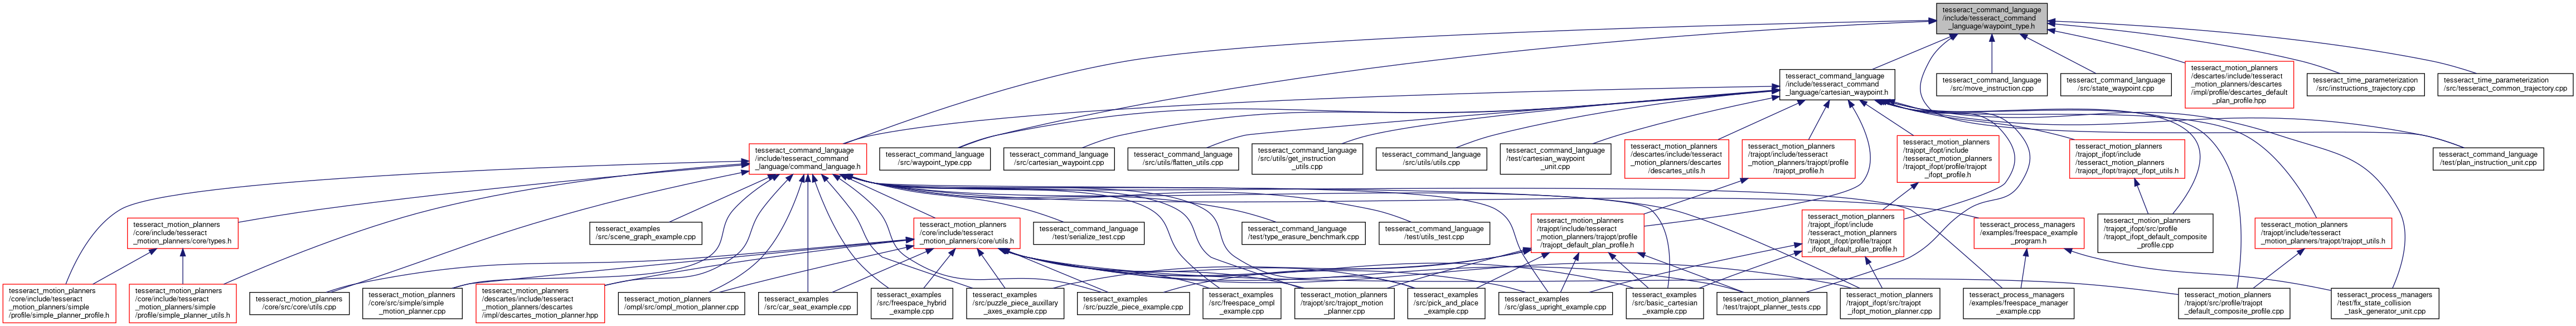 tesseract_command_language
/include/tesseract_command
_language/waypoint_type.h
tesseract_command_language
/include/tesseract_command
_language/cartesian_waypoint.h
tesseract_command_language
/src/move_instruction.cpp
tesseract_command_language
/src/state_waypoint.cpp
tesseract_motion_planners
/descartes/include/tesseract
_motion_planners/descartes
/impl/profile/descartes_default
_plan_profile.hpp
tesseract_time_parameterization
/src/instructions_trajectory.cpp
tesseract_time_parameterization
/src/tesseract_common_trajectory.cpp
tesseract_command_language
/include/tesseract_command
_language/command_language.h
tesseract_command_language
/src/waypoint_type.cpp
tesseract_command_language
/src/cartesian_waypoint.cpp
tesseract_command_language
/src/utils/flatten_utils.cpp
tesseract_command_language
/src/utils/get_instruction
_utils.cpp
tesseract_command_language
/src/utils/utils.cpp
tesseract_command_language
/test/cartesian_waypoint
_unit.cpp
tesseract_motion_planners
/descartes/include/tesseract
_motion_planners/descartes
/descartes_utils.h
tesseract_motion_planners
/trajopt/include/tesseract
_motion_planners/trajopt/profile
/trajopt_profile.h
tesseract_motion_planners
/trajopt_ifopt/include
/tesseract_motion_planners
/trajopt_ifopt/profile/trajopt
_ifopt_profile.h
tesseract_motion_planners
/trajopt_ifopt/include
/tesseract_motion_planners
/trajopt_ifopt/trajopt_ifopt_utils.h
tesseract_command_language
/test/plan_instruction_unit.cpp
tesseract_motion_planners
/core/include/tesseract
_motion_planners/core/types.h
tesseract_examples
/src/scene_graph_example.cpp
tesseract_motion_planners
/core/include/tesseract
_motion_planners/core/utils.h
tesseract_command_language
/test/serialize_test.cpp
tesseract_command_language
/test/type_erasure_benchmark.cpp
tesseract_command_language
/test/utils_test.cpp
tesseract_motion_planners
/trajopt/include/tesseract
_motion_planners/trajopt/profile
/trajopt_default_plan_profile.h
tesseract_motion_planners
/trajopt_ifopt/include
/tesseract_motion_planners
/trajopt_ifopt/profile/trajopt
_ifopt_default_plan_profile.h
tesseract_process_managers
/examples/freespace_example
_program.h
tesseract_motion_planners
/trajopt_ifopt/src/profile
/trajopt_ifopt_default_composite
_profile.cpp
tesseract_motion_planners
/trajopt/include/tesseract
_motion_planners/trajopt/trajopt_utils.h
tesseract_motion_planners
/core/include/tesseract
_motion_planners/simple
/profile/simple_planner_profile.h
tesseract_motion_planners
/core/include/tesseract
_motion_planners/simple
/profile/simple_planner_utils.h
tesseract_motion_planners
/core/src/core/utils.cpp
tesseract_motion_planners
/core/src/simple/simple
_motion_planner.cpp
tesseract_motion_planners
/descartes/include/tesseract
_motion_planners/descartes
/impl/descartes_motion_planner.hpp
tesseract_motion_planners
/ompl/src/ompl_motion_planner.cpp
tesseract_examples
/src/car_seat_example.cpp
tesseract_examples
/src/freespace_hybrid
_example.cpp
tesseract_examples
/src/puzzle_piece_auxillary
_axes_example.cpp
tesseract_examples
/src/puzzle_piece_example.cpp
tesseract_examples
/src/freespace_ompl
_example.cpp
tesseract_motion_planners
/trajopt/src/trajopt_motion
_planner.cpp
tesseract_examples
/src/pick_and_place
_example.cpp
tesseract_examples
/src/glass_upright_example.cpp
tesseract_examples
/src/basic_cartesian
_example.cpp
tesseract_motion_planners
/test/trajopt_planner_tests.cpp
tesseract_motion_planners
/trajopt_ifopt/src/trajopt
_ifopt_motion_planner.cpp
tesseract_process_managers
/examples/freespace_manager
_example.cpp
tesseract_motion_planners
/trajopt/src/profile/trajopt
_default_composite_profile.cpp
tesseract_process_managers
/test/fix_state_collision
_task_generator_unit.cpp